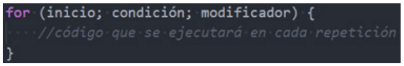 for (inicio; condición; modificador) {
//código que se ejecutará en cada repetición
}